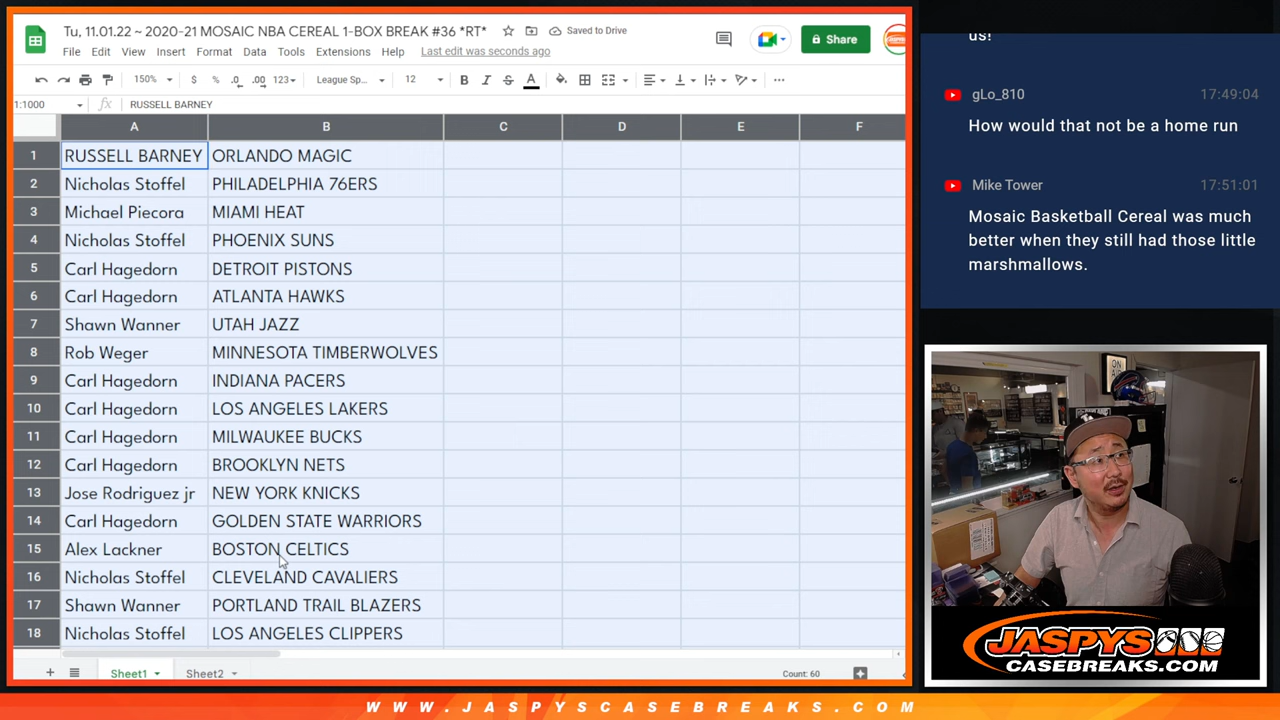 Tu, 11.01.22 ~ 2020-21 MOSAIC NBA CEREAL 1-BOX BREAK #36 *RT*
Saved to Drive
File Edit View Insert Format Data Tools Extensions Help Last edit was seconds ago
Share
150% $ % .0 .00 123 League Sp... 12 B I S A
1:1000 fx RUSSELL BARNEY
A B C D E F
1 RUSSELL BARNEY ORLANDO MAGIC
2 Nicholas Stoffel PHILADELPHIA 76ERS
3 Michael Piecora MIAMI HEAT
4 Nicholas Stoffel PHOENIX SUNS
5 Carl Hagedorn DETROIT PISTONS
6 Carl Hagedorn ATLANTA HAWKS
7 Shawn Wanner UTAH JAZZ
8 Rob Weger MINNESOTA TIMBERWOLVES
9 Carl Hagedorn INDIANA PACERS
10 Carl Hagedorn LOS ANGELES LAKERS
11 Carl Hagedorn MILWAUKEE BUCKS
12 Carl Hagedorn BROOKLYN NETS
13 Jose Rodriguez jr NEW YORK KNICKS
14 Carl Hagedorn GOLDEN STATE WARRIORS
15 Alex Lackner BOSTON CELTICS
16 Nicholas Stoffel CLEVELAND CAVALIERS
17 Shawn Wanner PORTLAND TRAIL BLAZERS
18 Nicholas Stoffel LOS ANGELES CLIPPERS
Sheet1 Sheet2 Count: 60
us!
gLo_810 17:49:04
How would that not be a home run
Mike Tower 17:51:01
Mosaic Basketball Cereal was much
better when they still had those little
marshmallows.
ON
JASPYS
CASEBREAKS.COM
WWW.JASPYSCASEBREAKS.COM